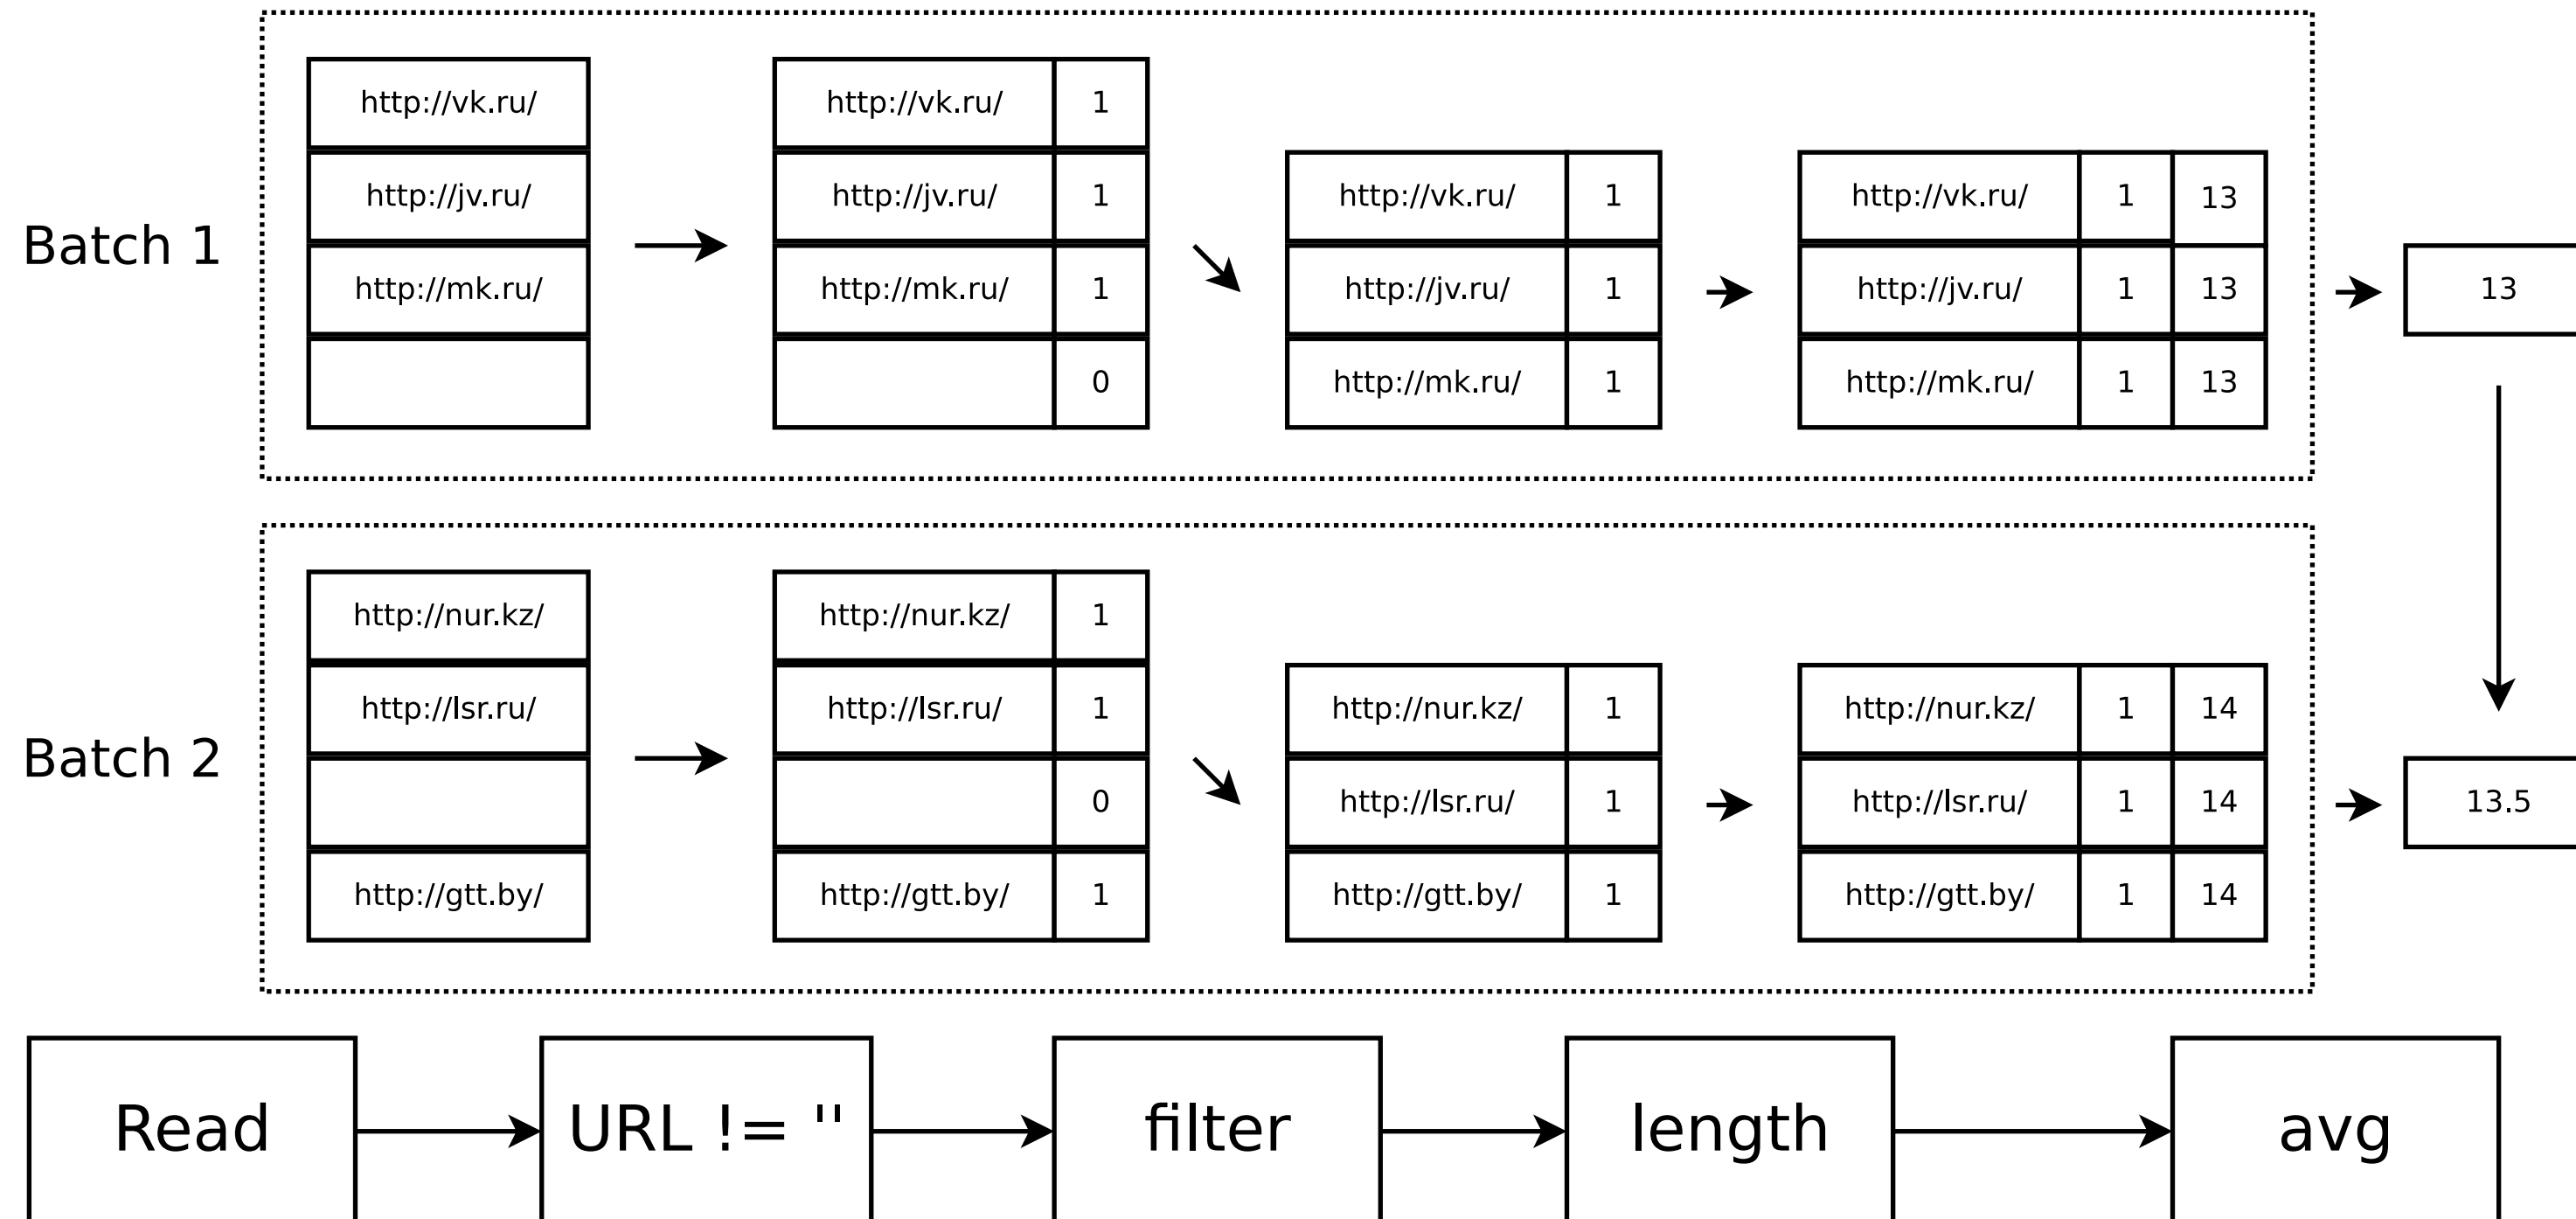 Batch 1
http://vk.ru/
http://jv.ru/
http://mk.ru/
http://vk.ru/ 1
http://jv.ru/ 1
http://mk.ru/ 1
0
http://vk.ru/ 1
http://jv.ru/ 1
http://mk.ru/ 1
http://vk.ru/ 1 13
http://jv.ru/ 1 13
http://mk.ru/ 1 13
13
Batch 2
http://nur.kz/
http://lsr.ru/
http://gtt.by/
http://nur.kz/ 1
http://lsr.ru/ 1
0
http://gtt.by/ 1
http://nur.kz/ 1
http://lsr.ru/ 1
http://gtt.by/ 1
http://nur.kz/ 1 14
http://lsr.ru/ 1 14
http://gtt.by/ 1 14
13.5
Read
URL != ''
filter
length
avg